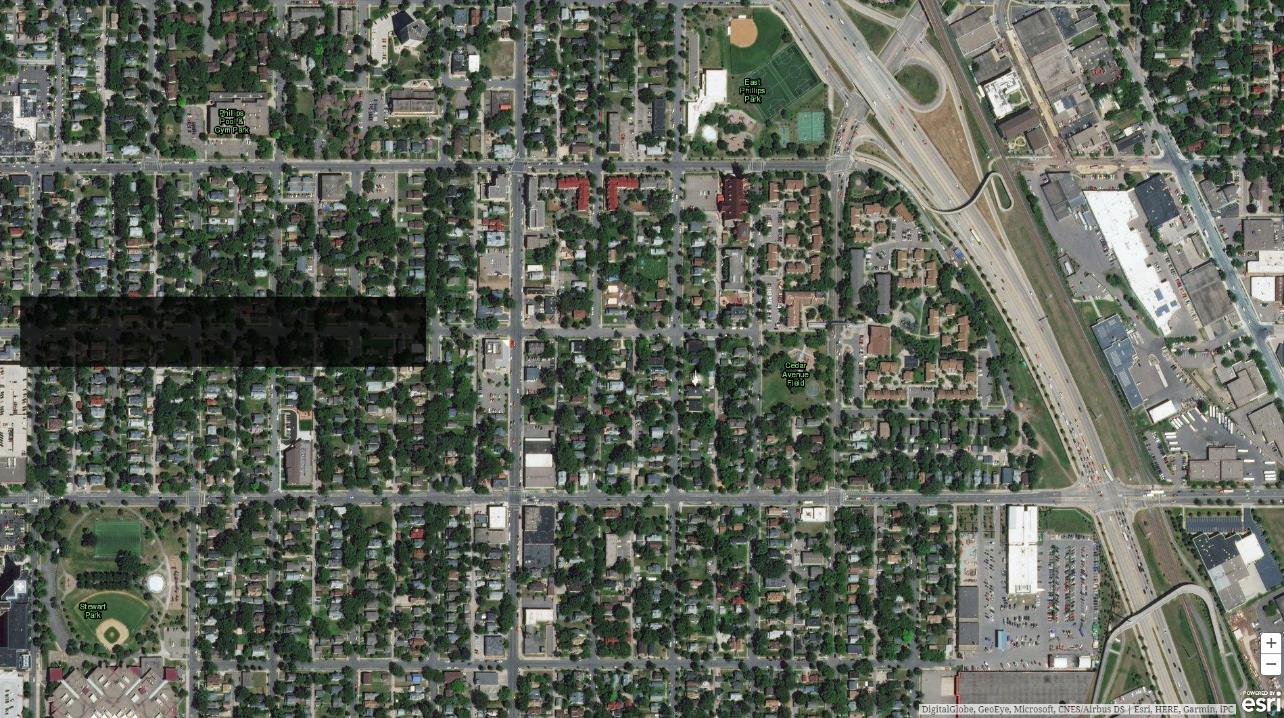 East
Phillips
Park
Phillips
Pool &
Gym Park
Cedar
Avenue
Field
Stewart
Park
+
−
POWERED BY
esri
DigitalGlobe, GeoEye, Microsoft, CNES/Airbus DS | Esri, HERE, Garmin, IPC